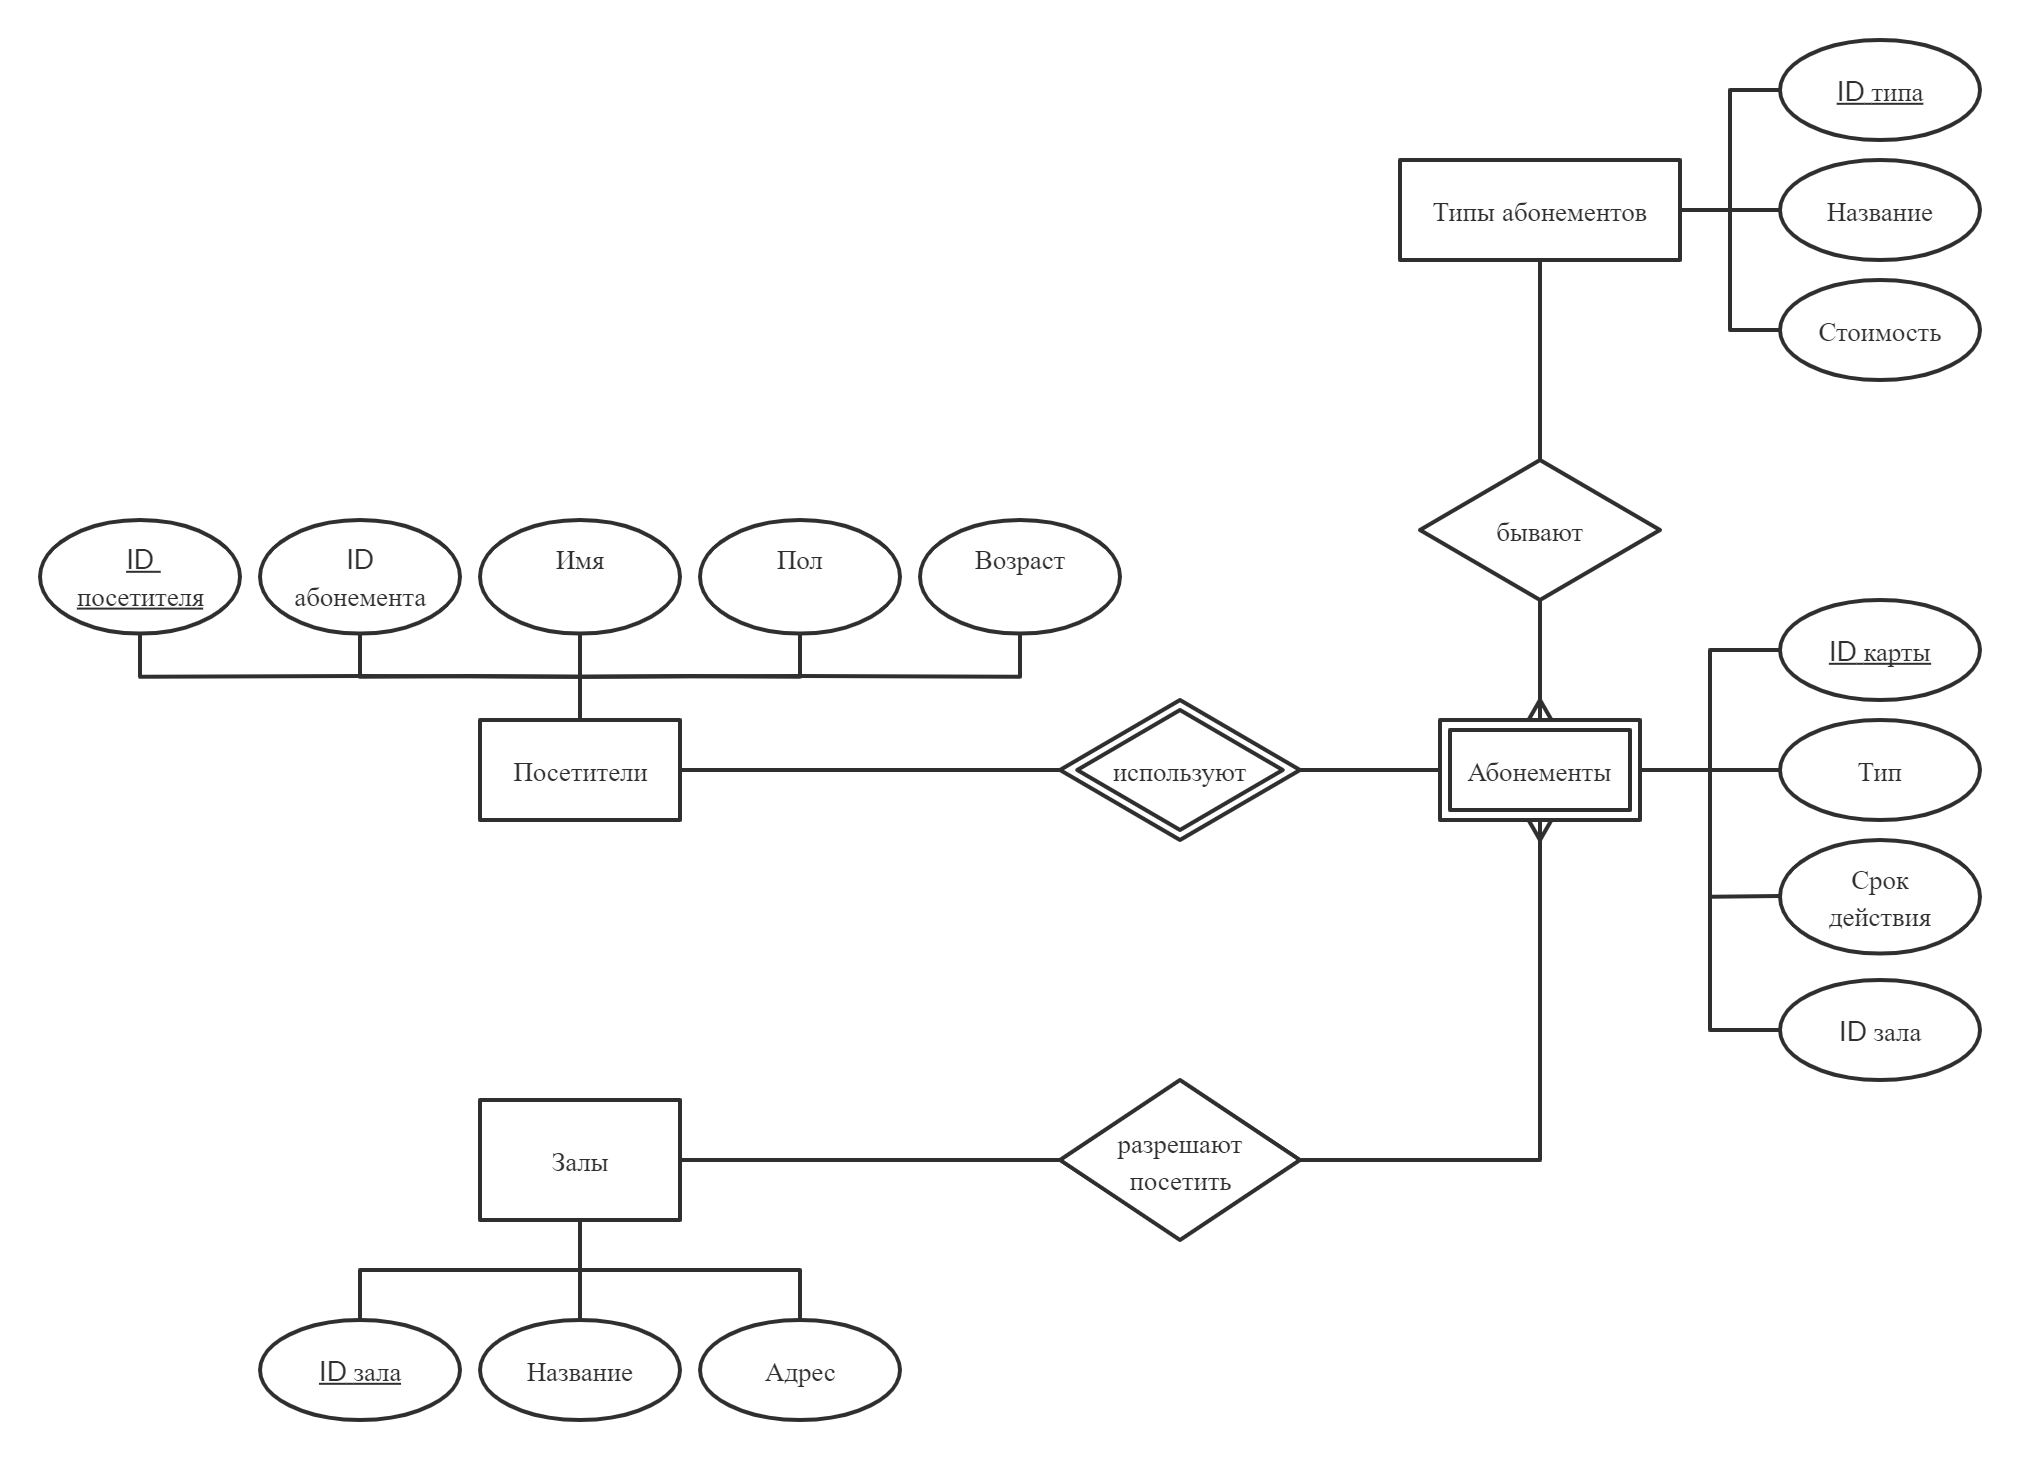 ID типа
Типы абонементов
Название
Стоимость
бывают
ID
посетителя
ID
абонемента
Имя
Пол
Возраст
ID карты
Посетители
используют
Абонементы
Тип
Срок
действия
ID зала
Залы
разрешают
посетить
ID зала
Название
Адрес